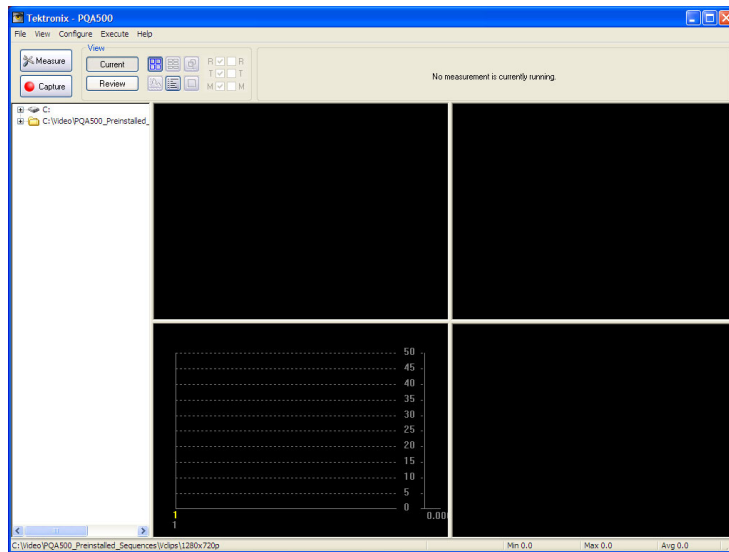 Tektronix - PQA500
File View Configure Execute Help
View
Measure
Current
R R
T T
M M
Capture
Review
No measurement is currently running.
C:
C:\Video\PQA500_Preinstalled_
50
45
40
35
30
25
20
15
10
5
0
1
1
0.00
C:\Video\PQA500_Preinstalled_Sequences\Vclips\1280x720p
Min 0.0
Max 0.0
Avg 0.0